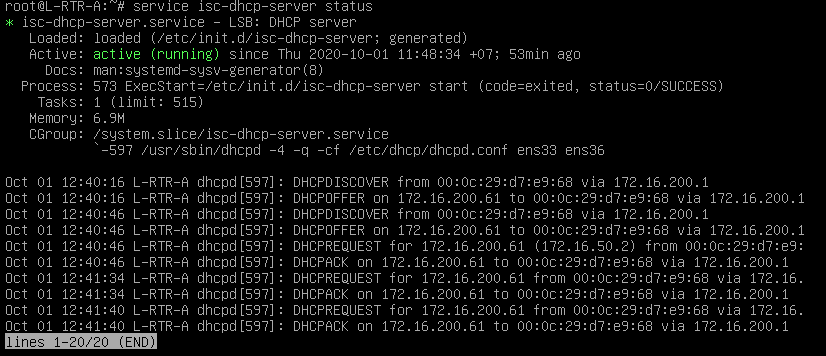 root@L-RTR-A:~# service isc-dhcp-server status
* isc-dhcp-server.service - LSB: DHCP server
Loaded: loaded (/etc/init.d/isc-dhcp-server; generated)
Active: active (running) since Thu 2020-10-01 11:48:34 +07; 53min ago
Docs: man:systemd-sysv-generator(8)
Process: 573 ExecStart=/etc/init.d/isc-dhcp-server start (code=exited, status=0/SUCCESS)
Tasks: 1 (limit: 515)
Memory: 6.9M
CGroup: /system.slice/isc-dhcp-server.service
`-597 /usr/sbin/dhcpd -4 -q -cf /etc/dhcp/dhcpd.conf ens33 ens36
Oct 01 12:40:16 L-RTR-A dhcpd[597]: DHCPDISCOVER from 00:0c:29:d7:e9:68 via 172.16.200.1
Oct 01 12:40:16 L-RTR-A dhcpd[597]: DHCPOFFER on 172.16.200.61 to 00:0c:29:d7:e9:68 via 172.16.200.1
Oct 01 12:40:46 L-RTR-A dhcpd[597]: DHCPDISCOVER from 00:0c:29:d7:e9:68 via 172.16.200.1
Oct 01 12:40:46 L-RTR-A dhcpd[597]: DHCPOFFER on 172.16.200.61 to 00:0c:29:d7:e9:68 via 172.16.200.1
Oct 01 12:40:46 L-RTR-A dhcpd[597]: DHCPREQUEST for 172.16.200.61 (172.16.50.2) from 00:0c:29:d7:e9:
Oct 01 12:40:46 L-RTR-A dhcpd[597]: DHCPACK on 172.16.200.61 to 00:0c:29:d7:e9:68 via 172.16.200.1
Oct 01 12:41:34 L-RTR-A dhcpd[597]: DHCPREQUEST for 172.16.200.61 from 00:0c:29:d7:e9:68 via 172.16.
Oct 01 12:41:34 L-RTR-A dhcpd[597]: DHCPACK on 172.16.200.61 to 00:0c:29:d7:e9:68 via 172.16.200.1
Oct 01 12:41:40 L-RTR-A dhcpd[597]: DHCPREQUEST for 172.16.200.61 from 00:0c:29:d7:e9:68 via 172.16.
Oct 01 12:41:40 L-RTR-A dhcpd[597]: DHCPACK on 172.16.200.61 to 00:0c:29:d7:e9:68 via 172.16.200.1
lines 1-20/20 (END)